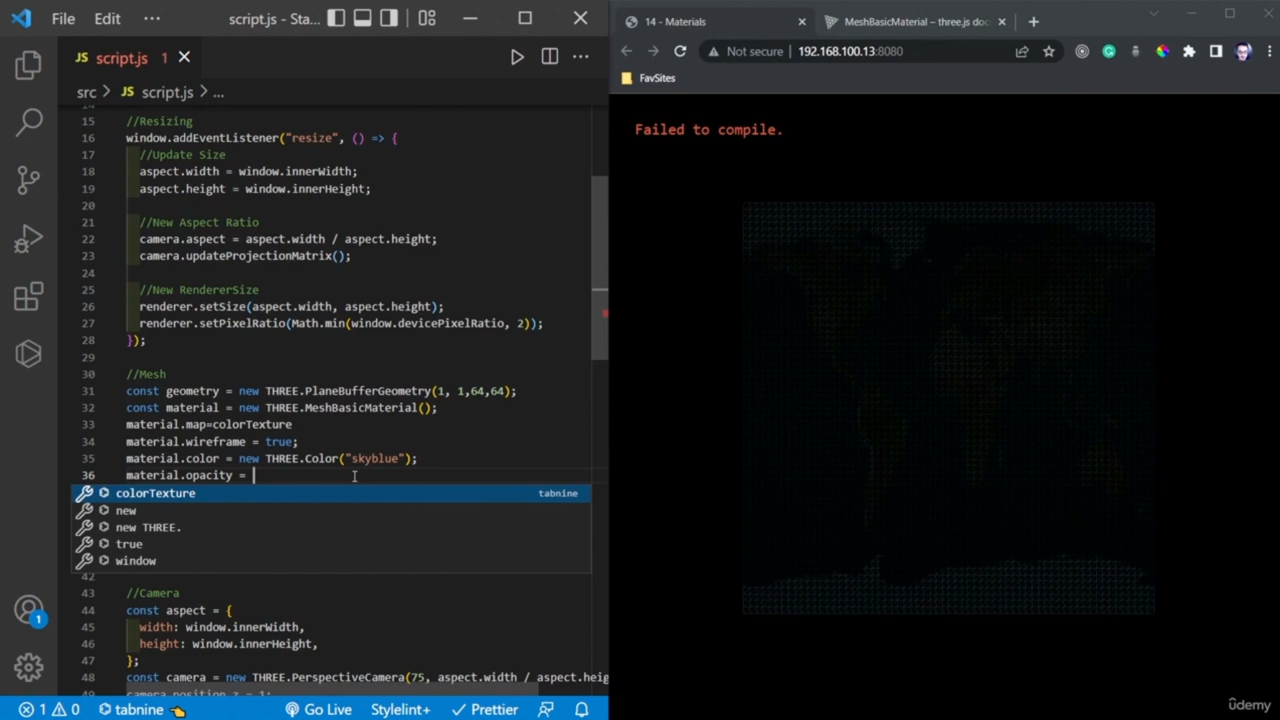 File Edit ··· script.js - Sta...
JS script.js 1
src > JS script.js > ...
14
15 //Resizing
16 window.addEventListener("resize", () => {
17 //Update Size
18 aspect.width = window.innerWidth;
19 aspect.height = window.innerHeight;
20
21 //New Aspect Ratio
22 camera.aspect = aspect.width / aspect.height;
23 camera.updateProjectionMatrix();
24
25 //New RendererSize
26 renderer.setSize(aspect.width, aspect.height);
27 renderer.setPixelRatio(Math.min(window.devicePixelRatio, 2));
28 });
29
30 //Mesh
31 const geometry = new THREE.PlaneBufferGeometry(1, 1,64,64);
32 const material = new THREE.MeshBasicMaterial();
33 material.map=colorTexture
34 material.wireframe = true;
35 material.color = new THREE.Color("skyblue");
36 material.opacity =
colorTexture tabnine
new
new THREE.
true
window
42
43 //Camera
44 const aspect = {
45 width: window.innerWidth,
46 height: window.innerHeight,
47 };
48 const camera = new THREE.PerspectiveCamera(75, aspect.width / aspect.heig
49 camera.position.z = 1;
1
1 0 tabnine 👈 Go Live Stylelint+ Prettier
14 - Materials MeshBasicMaterial – three.js doc
Not secure 192.168.100.13:8080
FavSites
Failed to compile.
ûdemy